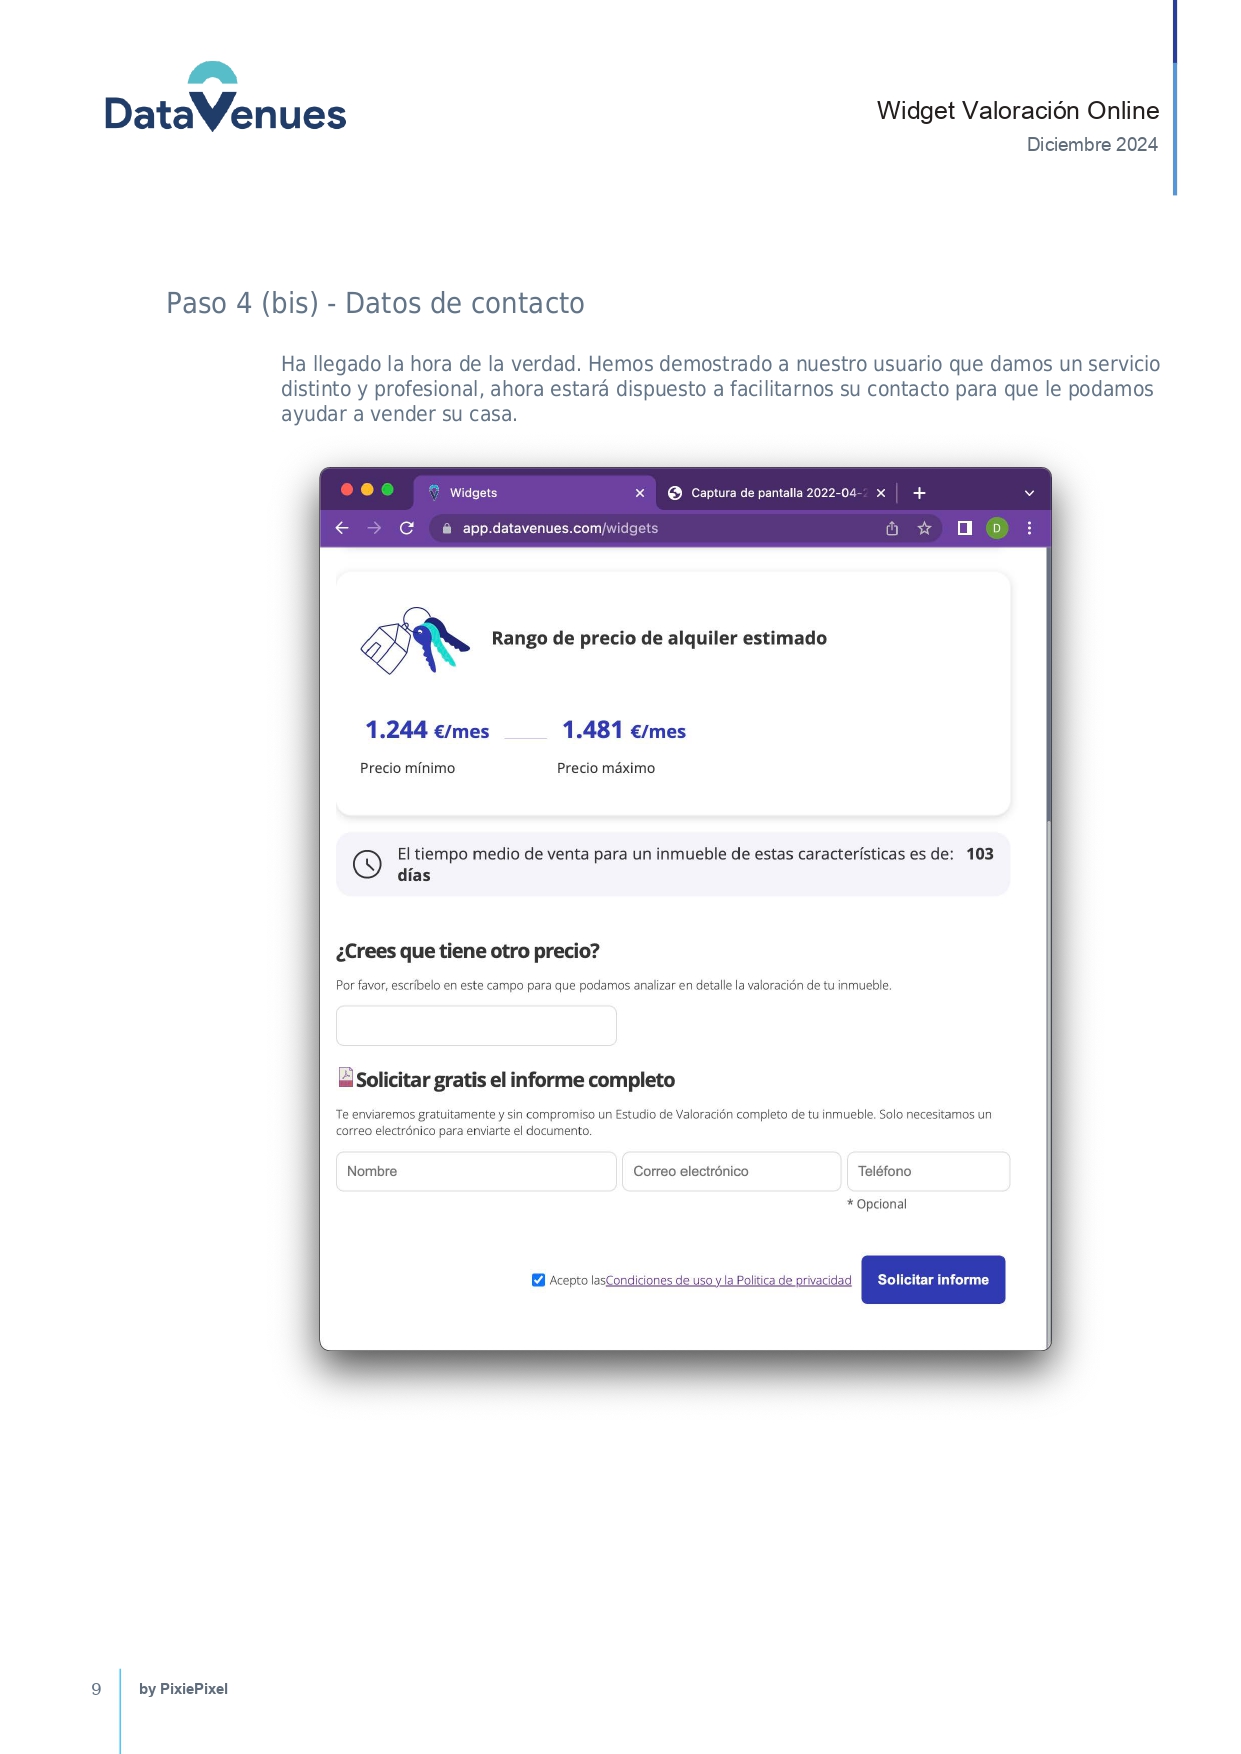 DataVenues
Widget Valoración Online
Diciembre 2024
Paso 4 (bis) - Datos de contacto
Ha llegado la hora de la verdad. Hemos demostrado a nuestro usuario que damos un servicio
distinto y profesional, ahora estará dispuesto a facilitarnos su contacto para que le podamos
ayudar a vender su casa.
Widgets
Captura de pantalla 2022-04-2
app.datavenues.com/widgets
D
Rango de precio de alquiler estimado
1.244 €/mes
1.481 €/mes
Precio mínimo
Precio máximo
El tiempo medio de venta para un inmueble de estas características es de: 103
días
¿Crees que tiene otro precio?
Por favor, escríbelo en este campo para que podamos analizar en detalle la valoración de tu inmueble.
Solicitar gratis el informe completo
Te enviaremos gratuitamente y sin compromiso un Estudio de Valoración completo de tu inmueble. Solo necesitamos un
correo electrónico para enviarte el documento.
Nombre
Correo electrónico
Teléfono
* Opcional
Acepto lasCondiciones de uso y la Politica de privacidad
Solicitar informe
9
by PixiePixel